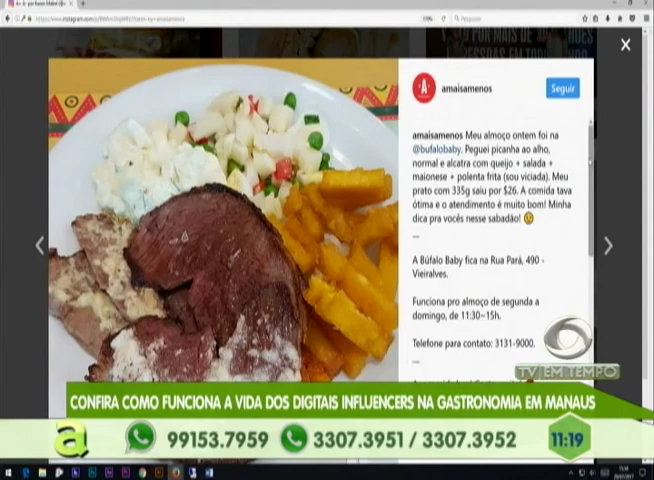 amaisamenos
Seguir
amaisamenos Meu almoço ontem foi na
@bufalobaby. Peguei picanha ao alho,
normal e alcatra com queijo + salada +
maionese + polenta frita (sou viciada). Meu
prato com 335g saiu por $26. A comida tava
ótima e o atendimento é muito bom! Minha
dica pra vocês nesse sabadão!
A Búfalo Baby fica na Rua Pará, 490 -
Vieiralves.
Funciona pro almoço de segunda a
domingo, de 11:30~15h.
Telefone para contato: 3131-9000.
TV EM TEMPO
CONFIRA COMO FUNCIONA A VIDA DOS DIGITAIS INFLUENCERS NA GASTRONOMIA EM MANAUS
a 99153.7959 3307.3951 / 3307.3952 11:19